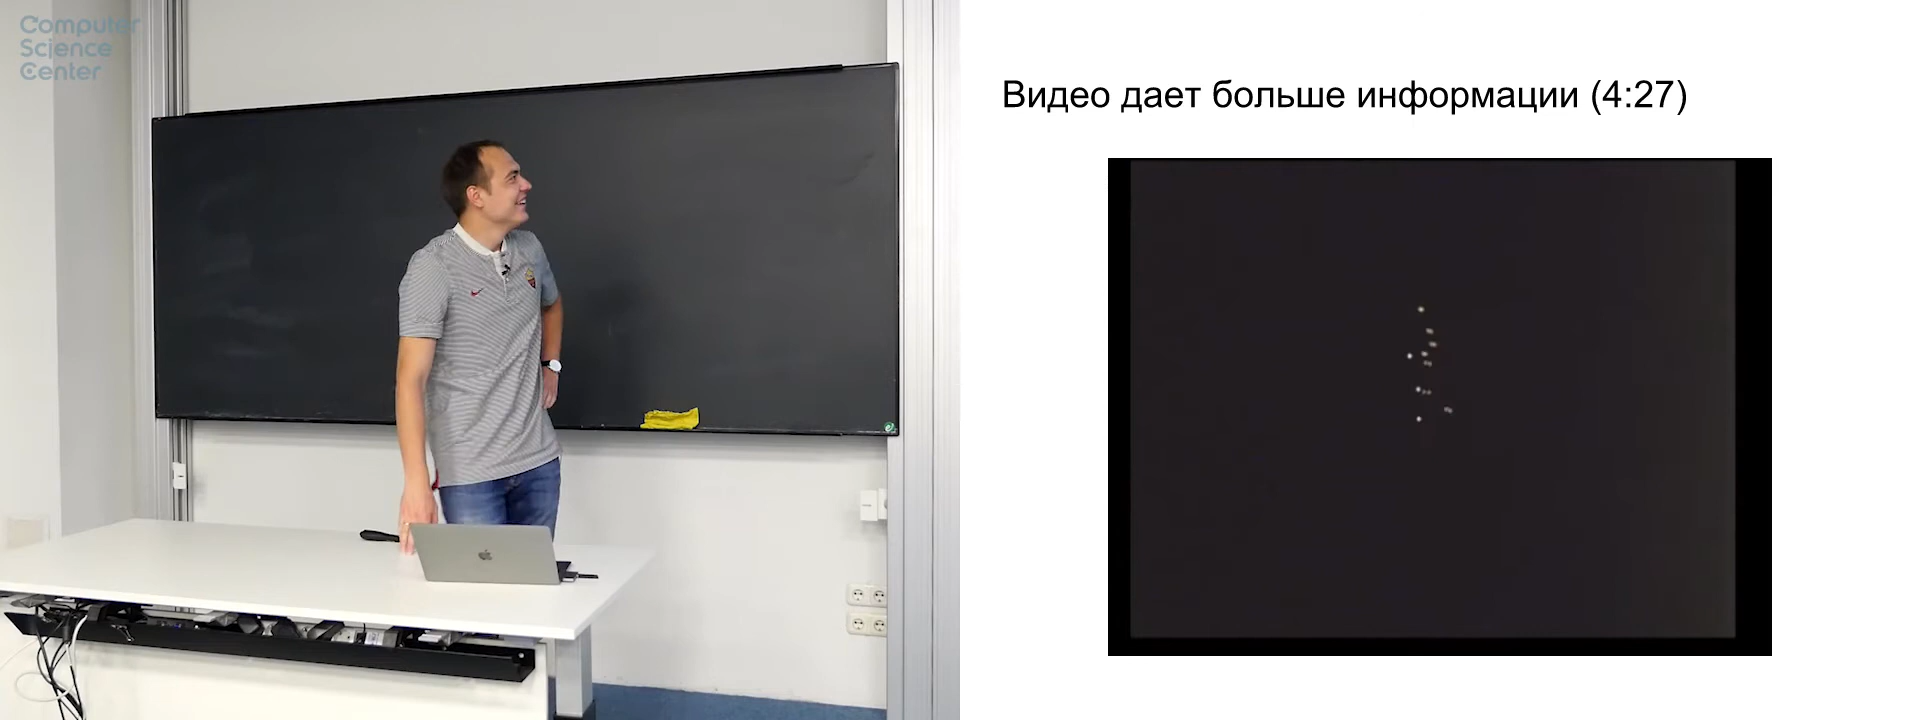 Computer
Science
Center
Видео дает больше информации (4:27)